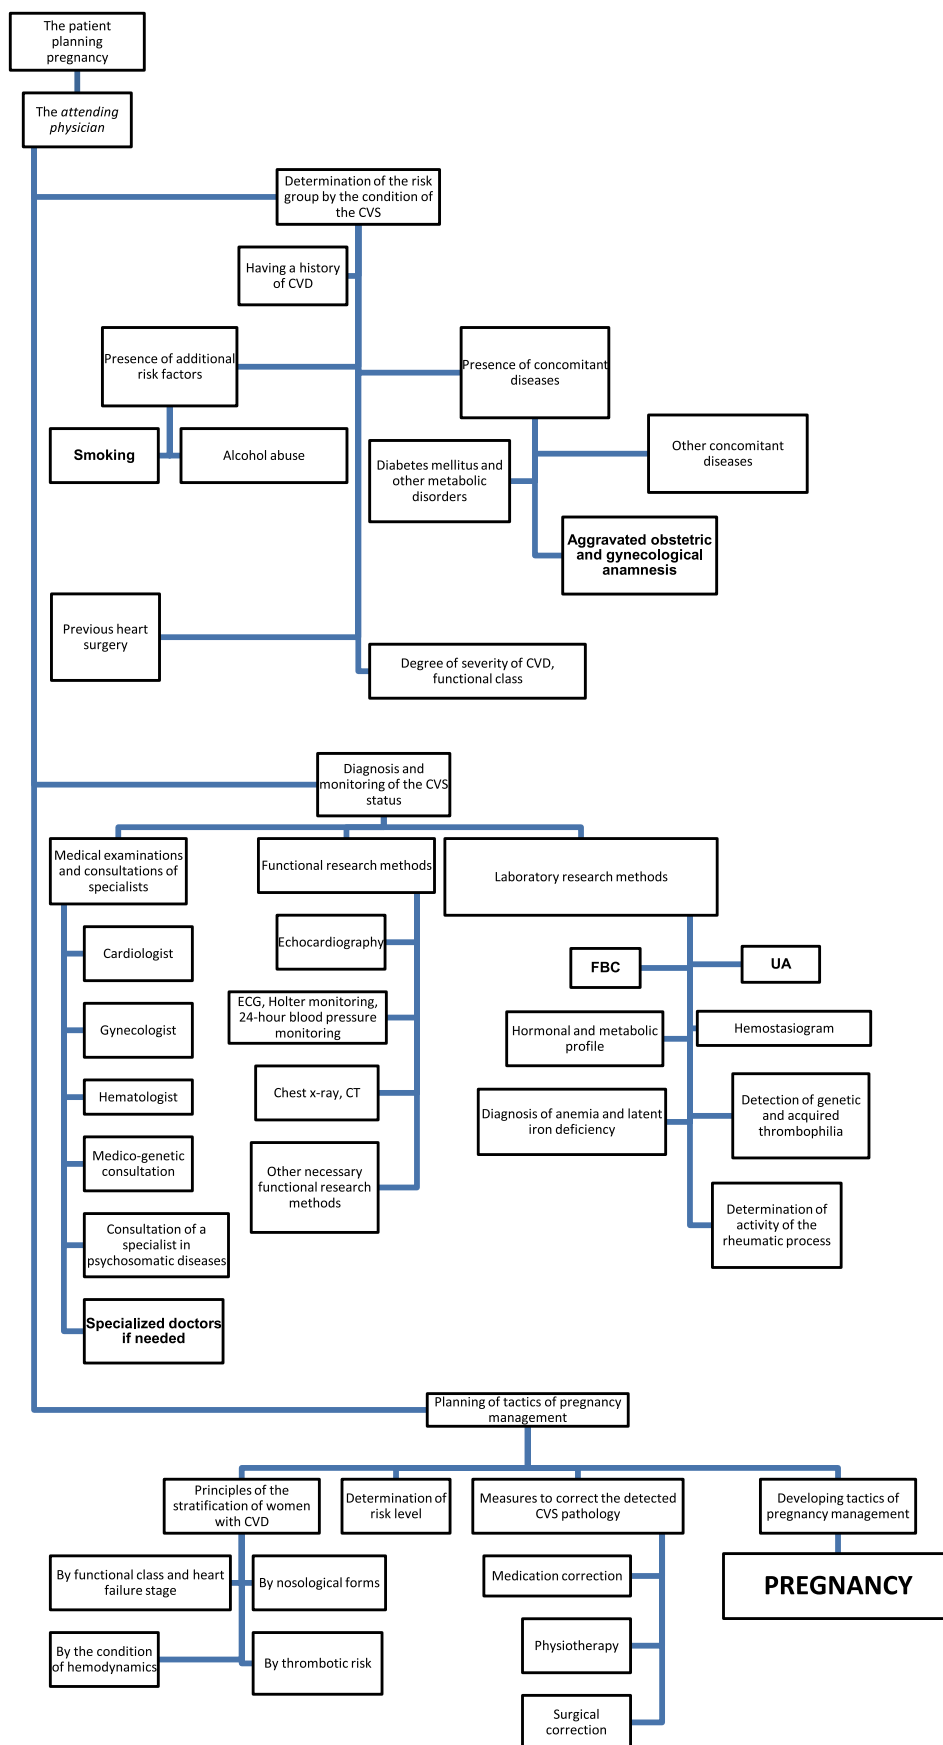 The patient
planning
pregnancy
The attending
physician
Determination of the risk
group by the condition of
the CVS
Having a history
of CVD
Presence of additional
risk factors
Presence of concomitant
diseases
Smoking
Alcohol abuse
Diabetes mellitus and
other metabolic
disorders
Other concomitant
diseases
Aggravated obstetric
and gynecological
anamnesis
Previous heart
surgery
Degree of severity of CVD,
functional class
Diagnosis and
monitoring of the CVS
status
Medical examinations
and consultations of
specialists
Functional research methods
Laboratory research methods
Cardiologist
Gynecologist
Hematologist
Medico-genetic
consultation
Consultation of a
specialist in
psychosomatic diseases
Specialized doctors
if needed
Echocardiography
ECG, Holter monitoring,
24-hour blood pressure
monitoring
Chest x-ray, CT
Other necessary
functional research
methods
FBC
UA
Hormonal and metabolic
profile
Hemostasiogram
Diagnosis of anemia and latent
iron deficiency
Detection of genetic
and acquired
thrombophilia
Determination of
activity of the
rheumatic process
Planning of tactics of pregnancy
management
Principles of the
stratification of women
with CVD
Determination of
risk level
Measures to correct the detected
CVS pathology
Developing tactics of
pregnancy management
By functional class and heart
failure stage
By nosological forms
By the condition
of hemodynamics
By thrombotic risk
Medication correction
Physiotherapy
Surgical
correction
PREGNANCY